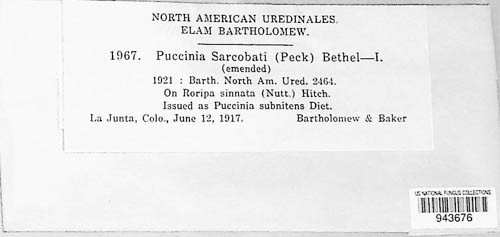 NORTH AMERICAN UREDINALES.
ELAM BARTHOLOMEW.
1967. Puccinia Sarcobati (Peck) Bethel—I.
(emended)
1921 : Barth. North Am. Ured. 2464.
On Roripa sinnata (Nutt.) Hitch.
Issued as Puccinia subnitens Diet.
La Junta, Colo., June 12, 1917. Bartholomew & Baker
US NATIONAL FUNGUS COLLECTIONS
943676